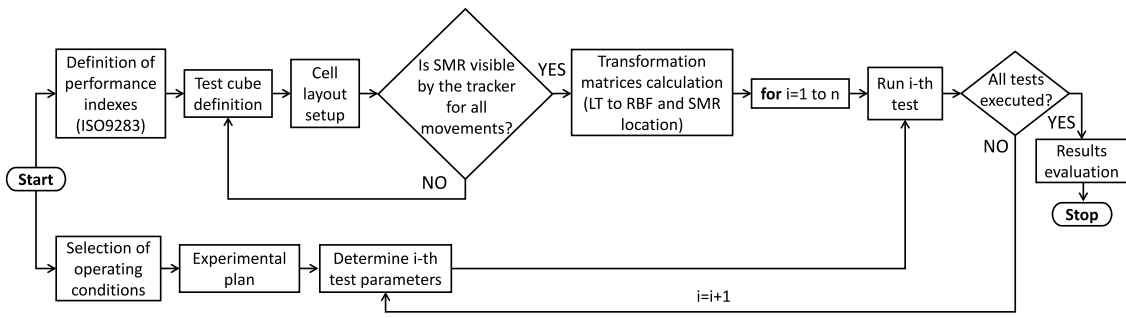 Start
Definition of
performance
indexes
(ISO9283)
Test cube
definition
Cell
layout
setup
Is SMR visible
by the tracker
for all
movements?
YES
NO
Transformation
matrices calculation
(LT to RBF and SMR
location)
for i=1 to n
Run i-th
test
All tests
executed?
YES
NO
Results
evaluation
Stop
Selection of
operating
conditions
Experimental
plan
Determine i-th
test parameters
i=i+1